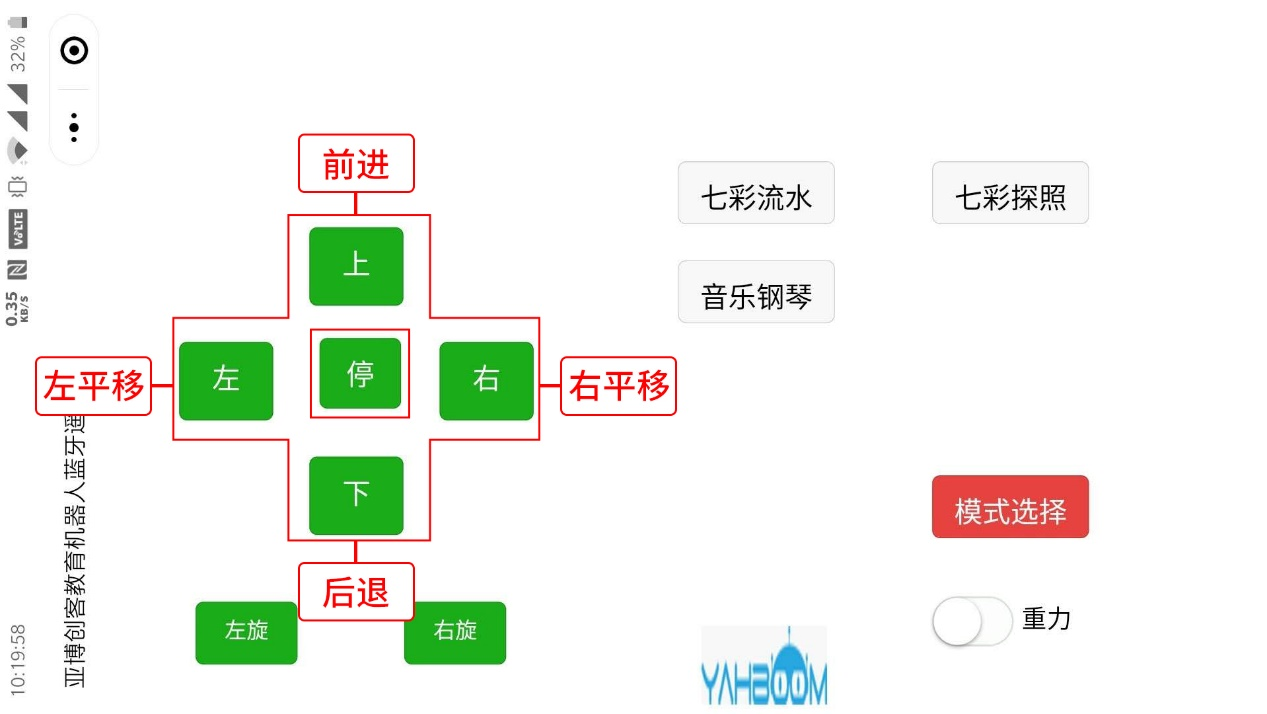 32%
VoLTE
0.35
KB/s
10:19:58
亚博创客教育机器人蓝牙遥
前进
上
左平移
左
停
右
右平移
下
后退
左旋
右旋
七彩流水
七彩探照
音乐钢琴
模式选择
重力
YAHBOOM